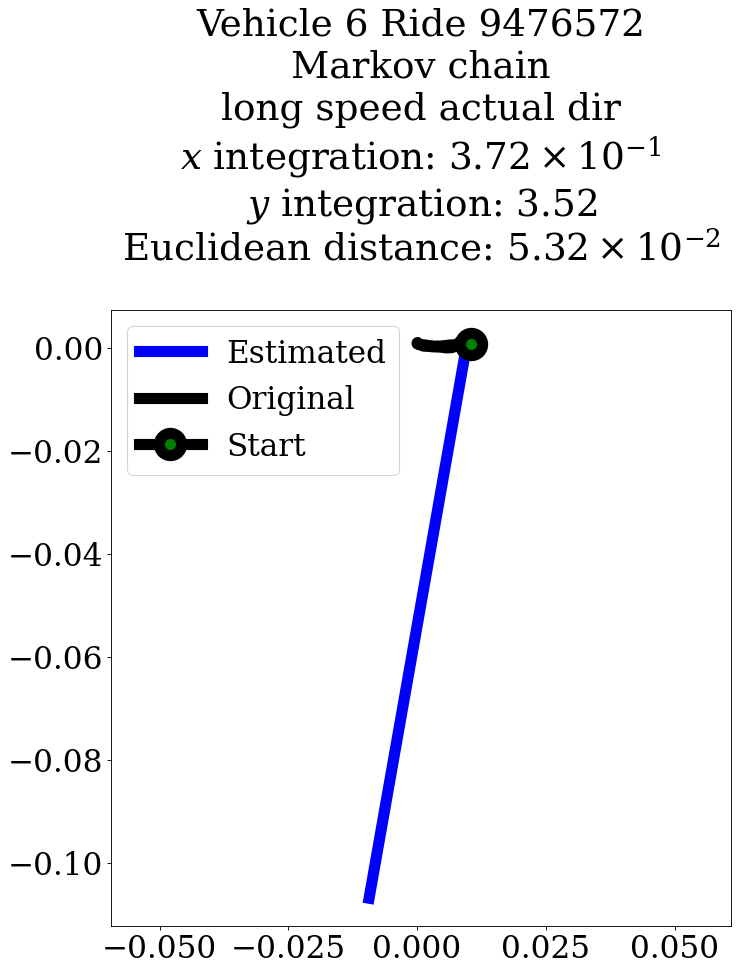 Vehicle 6 Ride 9476572
Markov chain
long speed actual dir
x integration: 3.72 × 10⁻¹
y integration: 3.52
Euclidean distance: 5.32 × 10⁻²
Estimated
Original
Start
0.00
−0.02
−0.04
−0.06
−0.08
−0.10
−0.050 −0.025 0.000 0.025 0.050